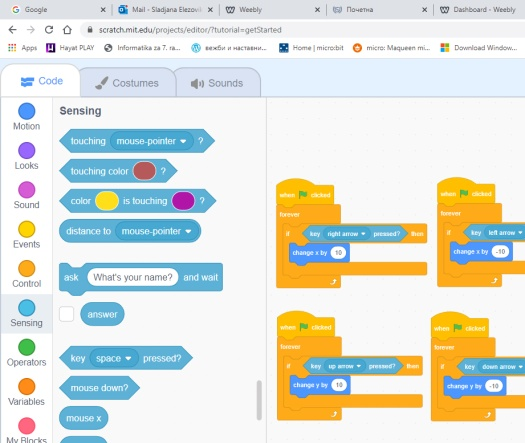 Google
Mail - Sladjana Elezovi
Weebly
Почетна
Dashboard - Weebly
scratch.mit.edu/projects/editor/?tutorial=getStarted
Apps
Hayat PLAY
Informatika za 7. ra...
вежби и наставни...
Home | micro:bit
micro: Maqueen mi...
Download Window...
Code
Costumes
Sounds
Motion
Looks
Sound
Events
Control
Sensing
Operators
Variables
My Blocks
Sensing
touching mouse-pointer ?
touching color ?
color is touching ?
distance to mouse-pointer
ask What's your name? and wait
answer
key space pressed?
mouse down?
mouse x
when clicked
forever
if key right arrow pressed? then
change x by 10
when clicked
forever
if key left arrow
change x by -10
when clicked
forever
if key up arrow pressed? then
change y by 10
when clicked
forever
if key down arrow
change y by -10